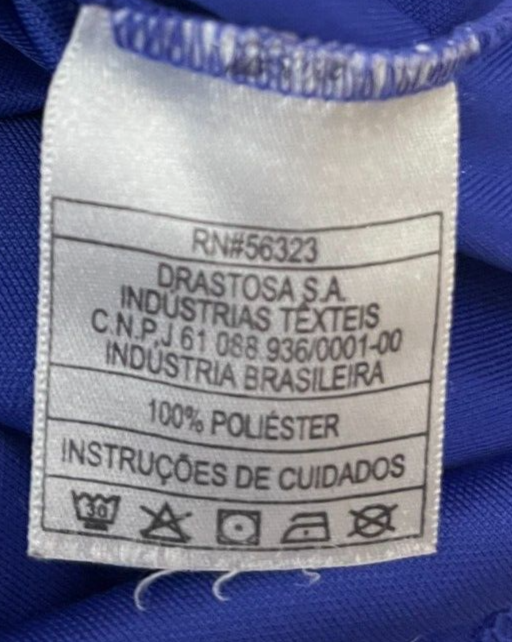 RN#56323
DRASTOSA S.A.
INDÚSTRIAS TÊXTEIS
C.N.P.J 61 088 936/0001-00
INDÚSTRIA BRASILEIRA
100% POLIÉSTER
INSTRUÇÕES DE CUIDADOS
30